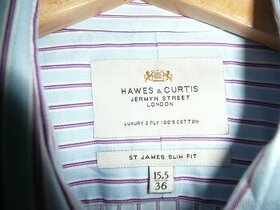 HAWES & CURTIS
JERMYN STREET
LONDON
LUXURY 2 PLY 100'S COTTON
ST JAMES SLIM FIT
15.5
36